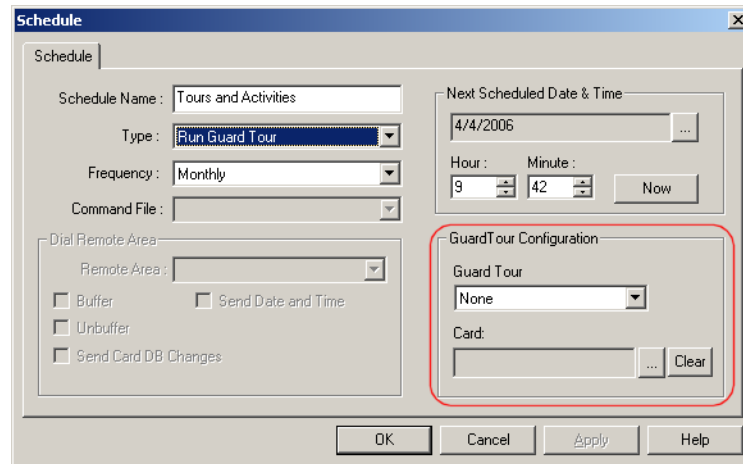 Schedule
Schedule
Schedule Name : Tours and Activities
Type : Run Guard Tour
Frequency : Monthly
Command File :
Dial Remote Area
Remote Area :
Buffer Send Date and Time
Unbuffer
Send Card DB Changes
Next Scheduled Date & Time
4/4/2006 ...
Hour : Minute :
9 42 Now
GuardTour Configuration
Guard Tour
None
Card:
... Clear
OK Cancel Apply Help